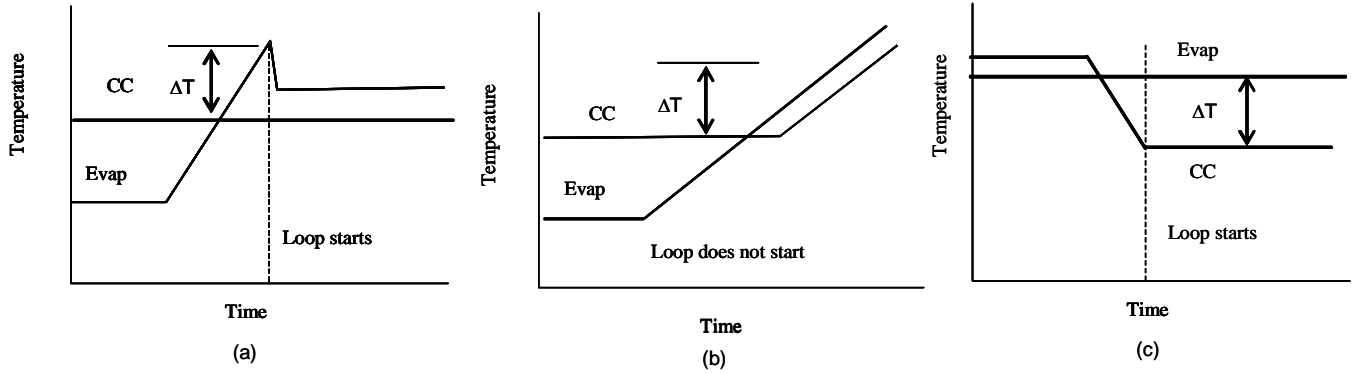 Temperature
CC
ΔT
Evap
Loop starts
Time
(a)
Temperature
CC
ΔT
Evap
Loop does not start
Time
(b)
Temperature
Evap
ΔT
CC
Loop starts
Time
(c)